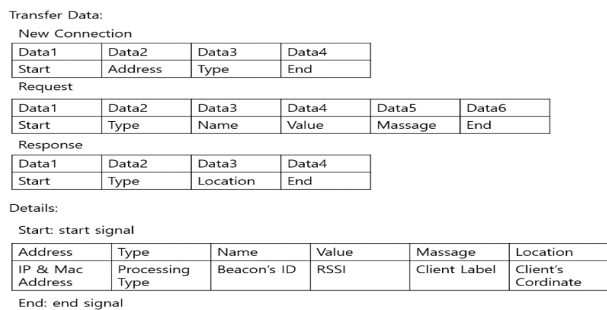 Transfer Data:
New Connection
Data1 Data2 Data3 Data4
Start Address Type End
Request
Data1 Data2 Data3 Data4 Data5 Data6
Start Type Name Value Massage End
Response
Data1 Data2 Data3 Data4
Start Type Location End
Details:
Start: start signal
Address Type Name Value Massage Location
IP & Mac Processing Beacon's ID RSSI Client Label Client's
Address Type Cordinate
End: end signal